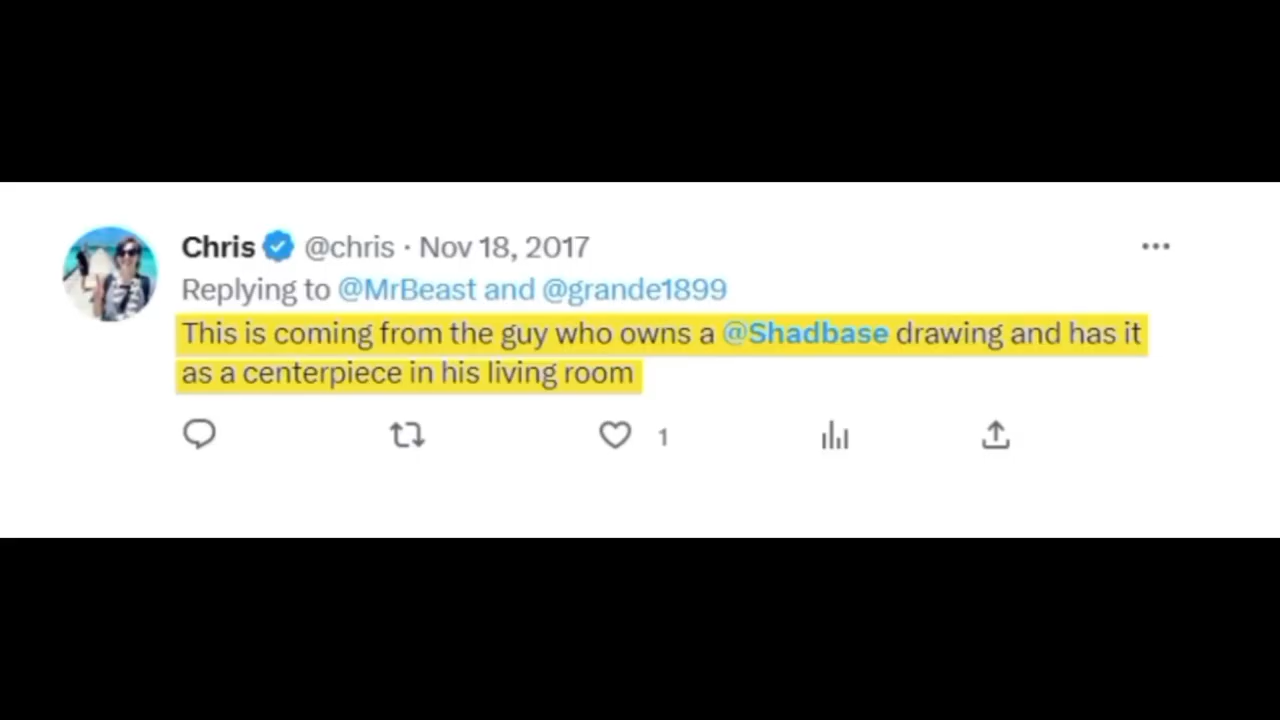 Chris @chris · Nov 18, 2017
Replying to @MrBeast and @grande1899
This is coming from the guy who owns a @Shadbase drawing and has it
as a centerpiece in his living room
1